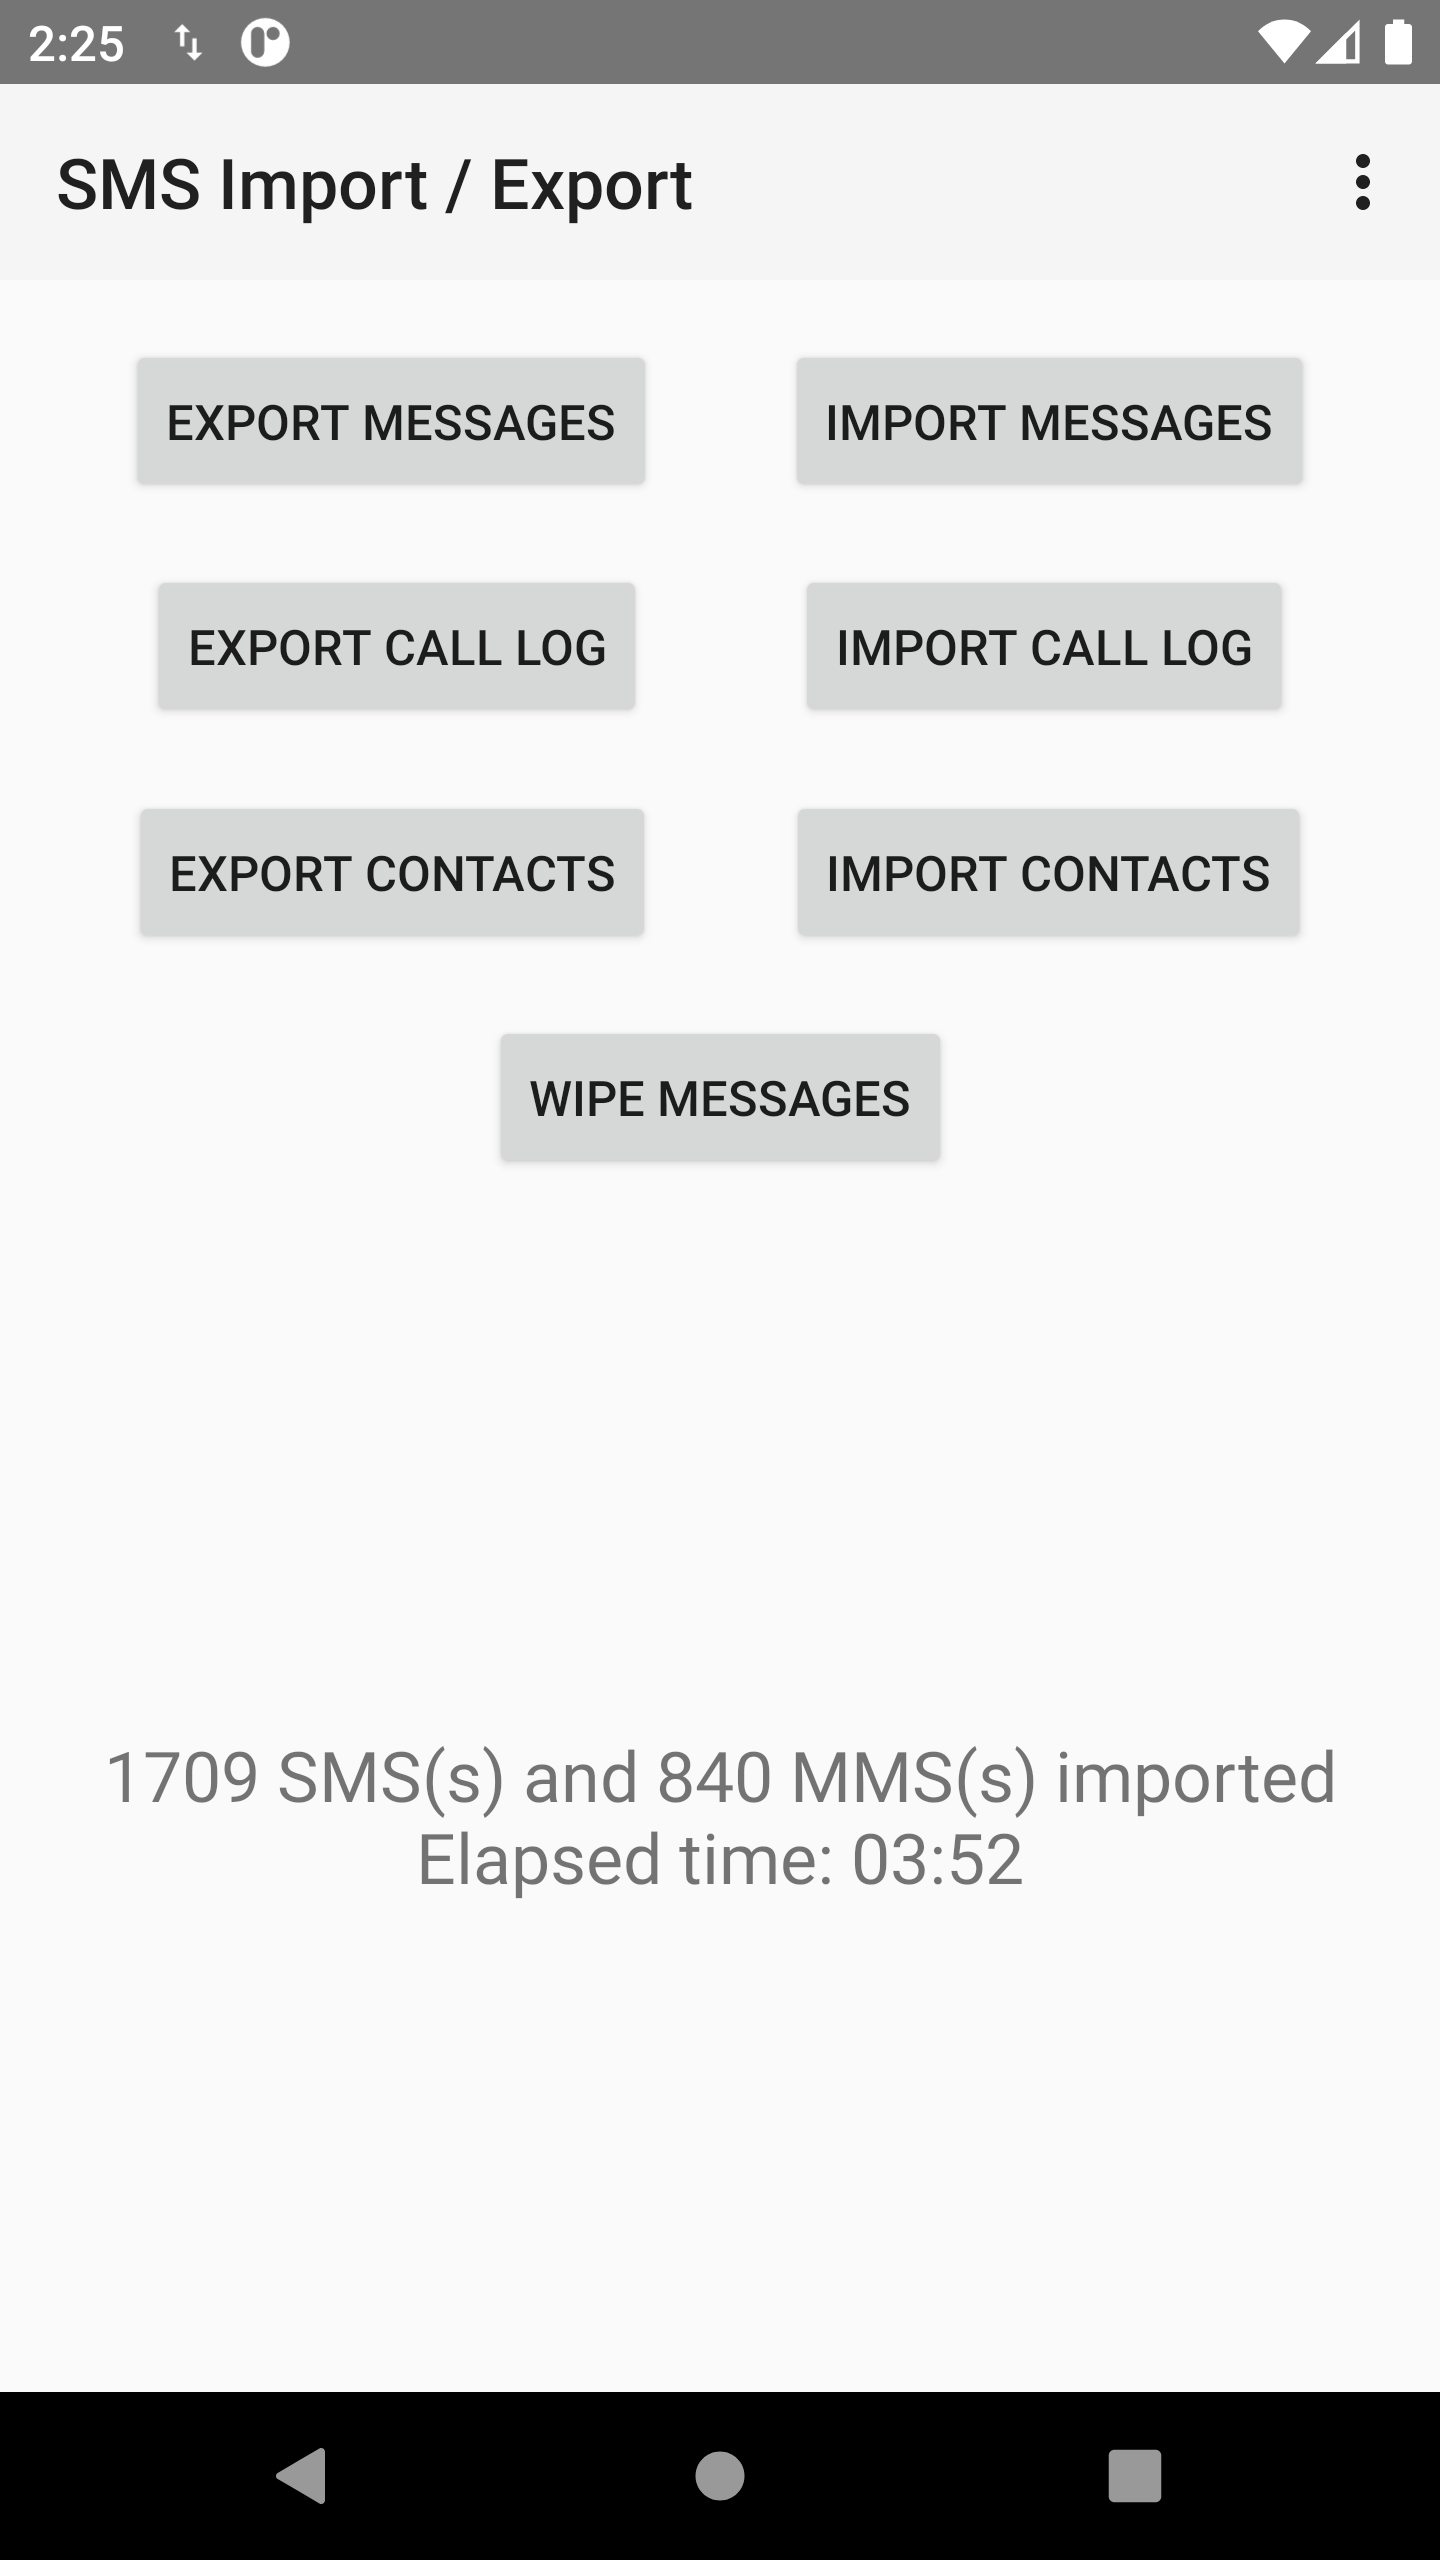 2:25
SMS Import / Export
EXPORT MESSAGES
IMPORT MESSAGES
EXPORT CALL LOG
IMPORT CALL LOG
EXPORT CONTACTS
IMPORT CONTACTS
WIPE MESSAGES
1709 SMS(s) and 840 MMS(s) imported
Elapsed time: 03:52